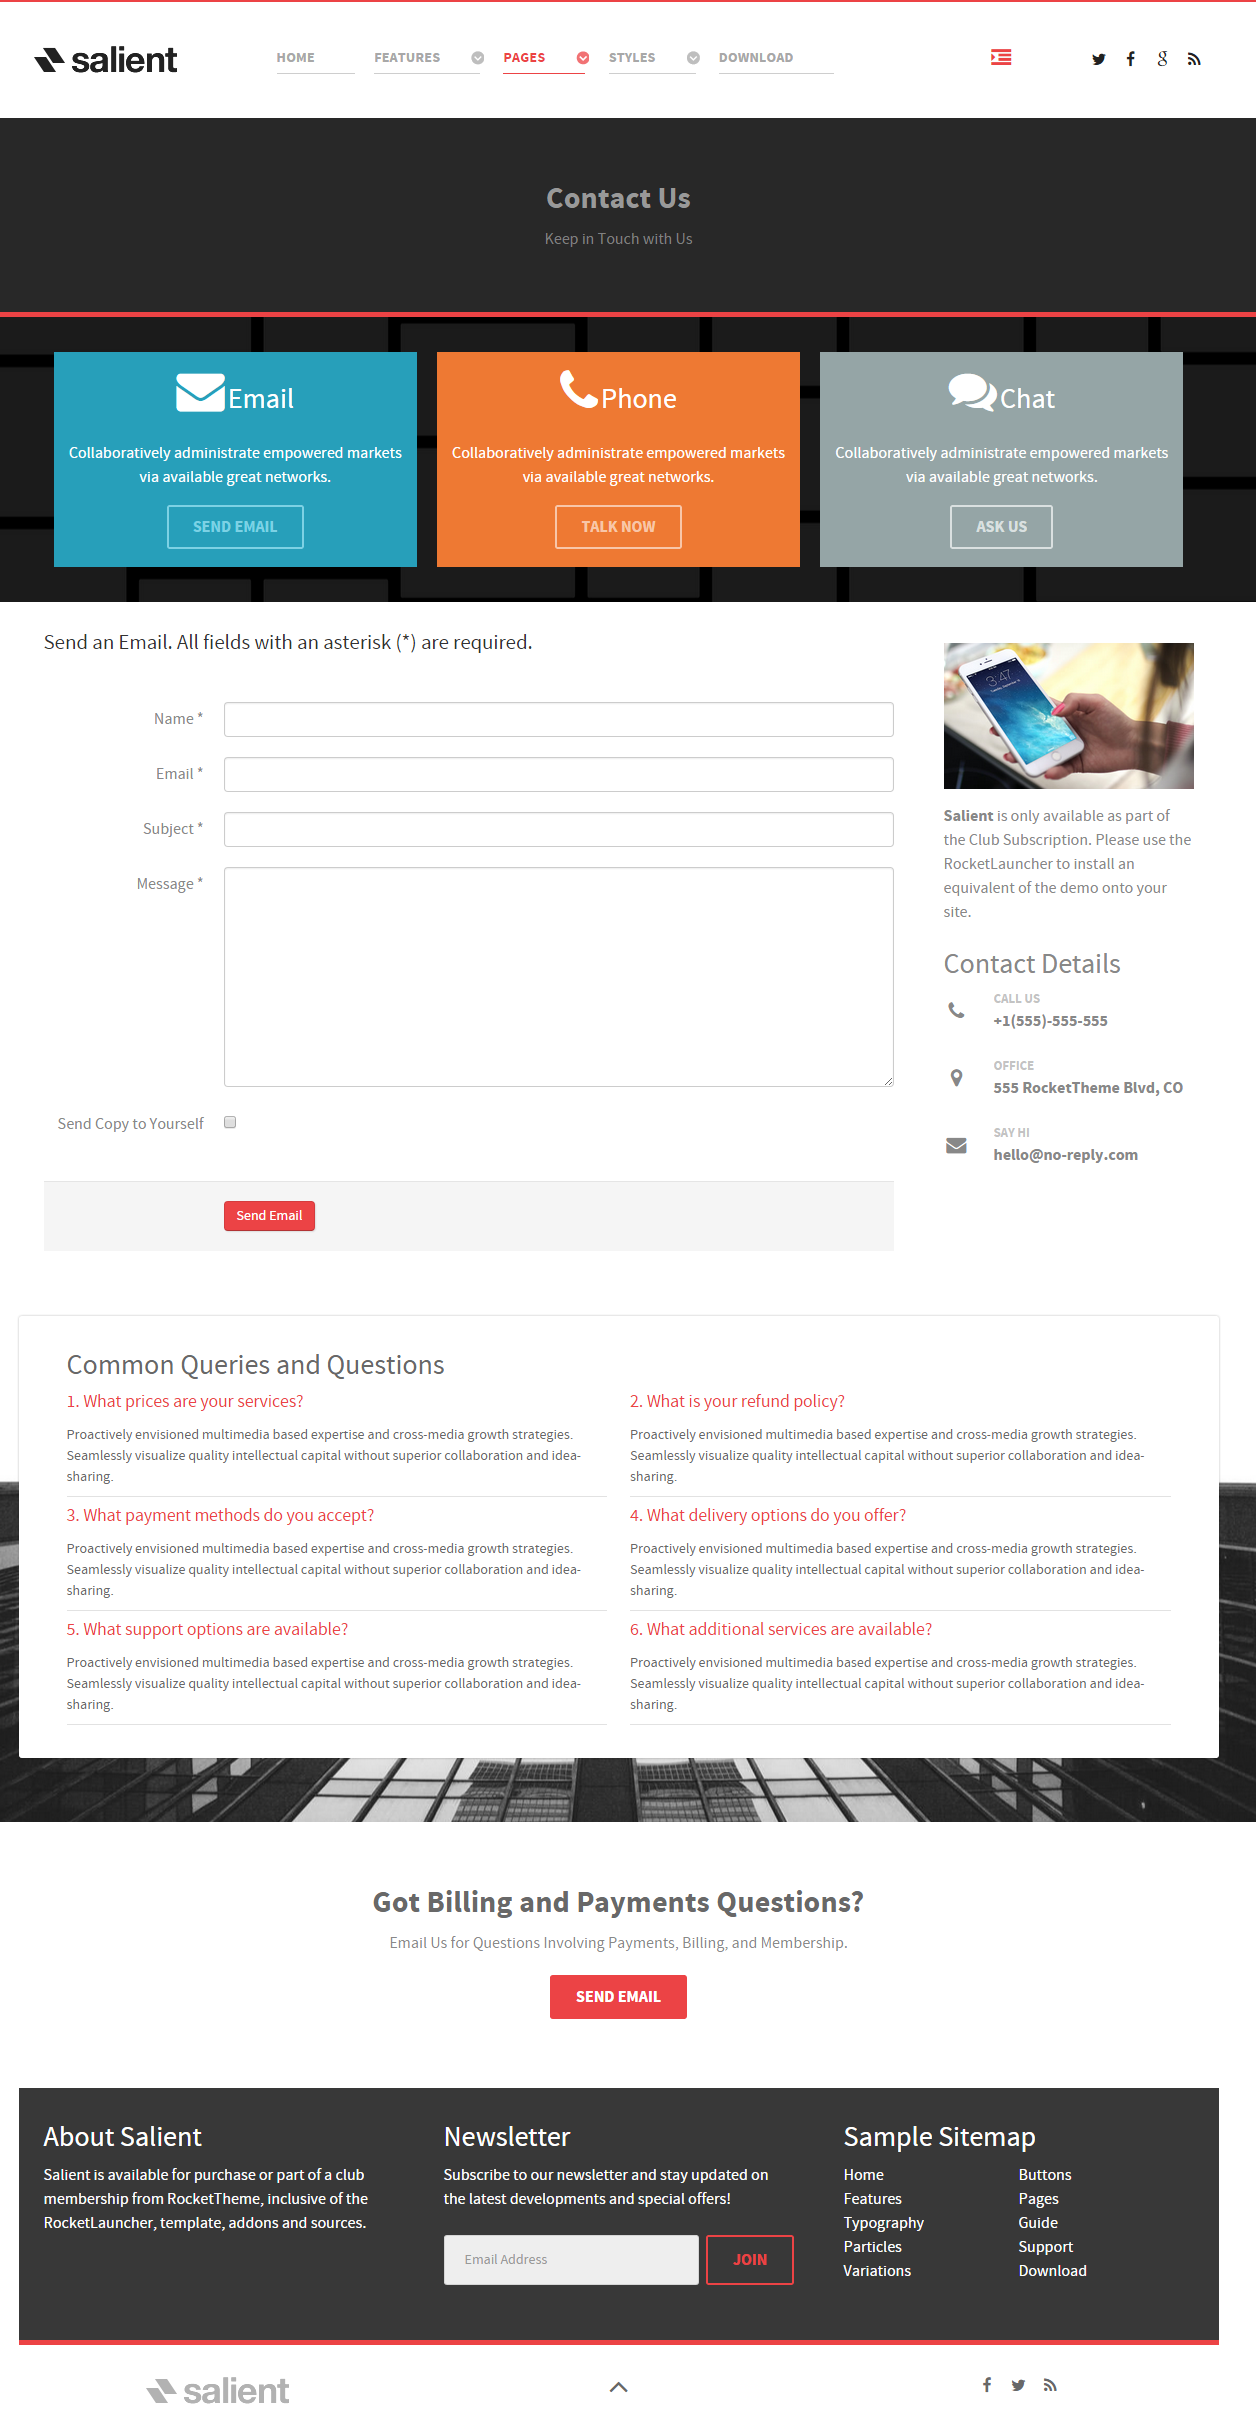 salient
HOME FEATURES PAGES STYLES DOWNLOAD
Contact Us
Keep in Touch with Us
Email
Collaboratively administrate empowered markets
via available great networks.
SEND EMAIL
Phone
Collaboratively administrate empowered markets
via available great networks.
TALK NOW
Chat
Collaboratively administrate empowered markets
via available great networks.
ASK US
Send an Email. All fields with an asterisk (*) are required.
Name *
Email *
Subject *
Message *
Send Copy to Yourself
Send Email
3:47
Salient is only available as part of
the Club Subscription. Please use the
RocketLauncher to install an
equivalent of the demo onto your
site.
Contact Details
CALL US
+1(555)-555-555
OFFICE
555 RocketTheme Blvd, CO
SAY HI
hello@no-reply.com
Common Queries and Questions
1. What prices are your services?
Proactively envisioned multimedia based expertise and cross-media growth strategies.
Seamlessly visualize quality intellectual capital without superior collaboration and idea-
sharing.
2. What is your refund policy?
Proactively envisioned multimedia based expertise and cross-media growth strategies.
Seamlessly visualize quality intellectual capital without superior collaboration and idea-
sharing.
3. What payment methods do you accept?
Proactively envisioned multimedia based expertise and cross-media growth strategies.
Seamlessly visualize quality intellectual capital without superior collaboration and idea-
sharing.
4. What delivery options do you offer?
Proactively envisioned multimedia based expertise and cross-media growth strategies.
Seamlessly visualize quality intellectual capital without superior collaboration and idea-
sharing.
5. What support options are available?
Proactively envisioned multimedia based expertise and cross-media growth strategies.
Seamlessly visualize quality intellectual capital without superior collaboration and idea-
sharing.
6. What additional services are available?
Proactively envisioned multimedia based expertise and cross-media growth strategies.
Seamlessly visualize quality intellectual capital without superior collaboration and idea-
sharing.
Got Billing and Payments Questions?
Email Us for Questions Involving Payments, Billing, and Membership.
SEND EMAIL
About Salient
Salient is available for purchase or part of a club
membership from RocketTheme, inclusive of the
RocketLauncher, template, addons and sources.
Newsletter
Subscribe to our newsletter and stay updated on
the latest developments and special offers!
Email Address
JOIN
Sample Sitemap
Home
Features
Typography
Particles
Variations
Buttons
Pages
Guide
Support
Download
salient